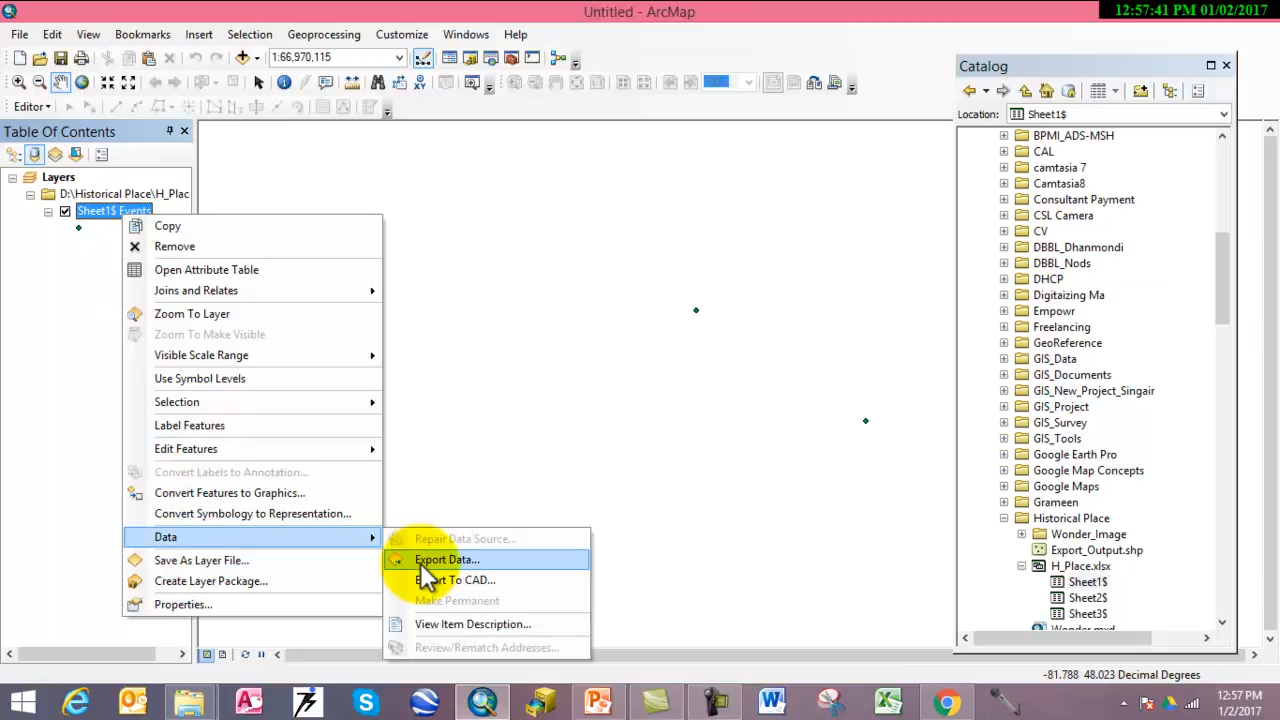 Untitled - ArcMap
12:57:41 PM 01/02/2017
File Edit View Bookmarks Insert Selection Geoprocessing Customize Windows Help
1:66,970,115
Editor
Table Of Contents
Layers
D:\Historical Place\H_Plac
Sheet1$ Events
Copy
Remove
Open Attribute Table
Joins and Relates
Zoom To Layer
Zoom To Make Visible
Visible Scale Range
Use Symbol Levels
Selection
Label Features
Edit Features
Convert Labels to Annotation...
Convert Features to Graphics...
Convert Symbology to Representation...
Data
Save As Layer File...
Create Layer Package...
Properties...
Repair Data Source...
Export Data...
To CAD...
Make Permanent
View Item Description...
Review/Rematch Addresses...
Catalog
Location: Sheet1$
BPMI_ADS-MSH
CAL
camtasia 7
Camtasia8
Consultant Payment
CSL Camera
CV
DBBL_Dhanmondi
DBBL_Nods
DHCP
Digitaizing Ma
Empowr
Freelancing
GeoReference
GIS_Data
GIS_Documents
GIS_New_Project_Singair
GIS_Project
GIS_Survey
GIS_Tools
Google Earth Pro
Google Map Concepts
Google Maps
Grameen
Historical Place
Wonder_Image
Export_Output.shp
H_Place.xlsx
Sheet1$
Sheet2$
Sheet3$
Wonder.mxd
-81.788 48.023 Decimal Degrees
12:57 PM
1/2/2017